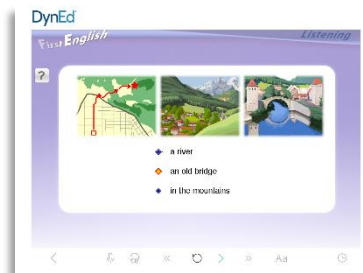 DynEd
First English
Listening
?
a river
an old bridge
in the mountains
Aa